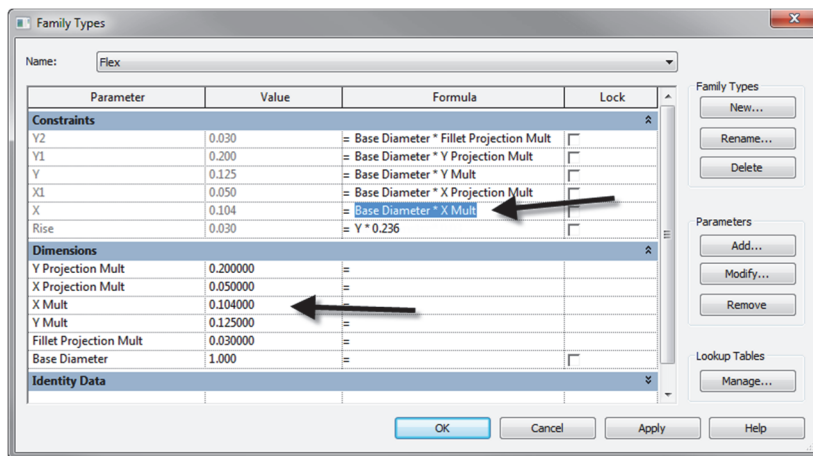 Family Types
Name: Flex
Parameter Value Formula Lock
Constraints
Y2 0.030 = Base Diameter * Fillet Projection Mult
Y1 0.200 = Base Diameter * Y Projection Mult
Y 0.125 = Base Diameter * Y Mult
X1 0.050 = Base Diameter * X Projection Mult
X 0.104 = Base Diameter * X Mult
Rise 0.030 = Y * 0.236
Dimensions
Y Projection Mult 0.200000 =
X Projection Mult 0.050000 =
X Mult 0.104000 =
Y Mult 0.125000 =
Fillet Projection Mult 0.030000 =
Base Diameter 1.000 =
Identity Data
Family Types
New...
Rename...
Delete
Parameters
Add...
Modify...
Remove
Lookup Tables
Manage...
OK Cancel Apply Help